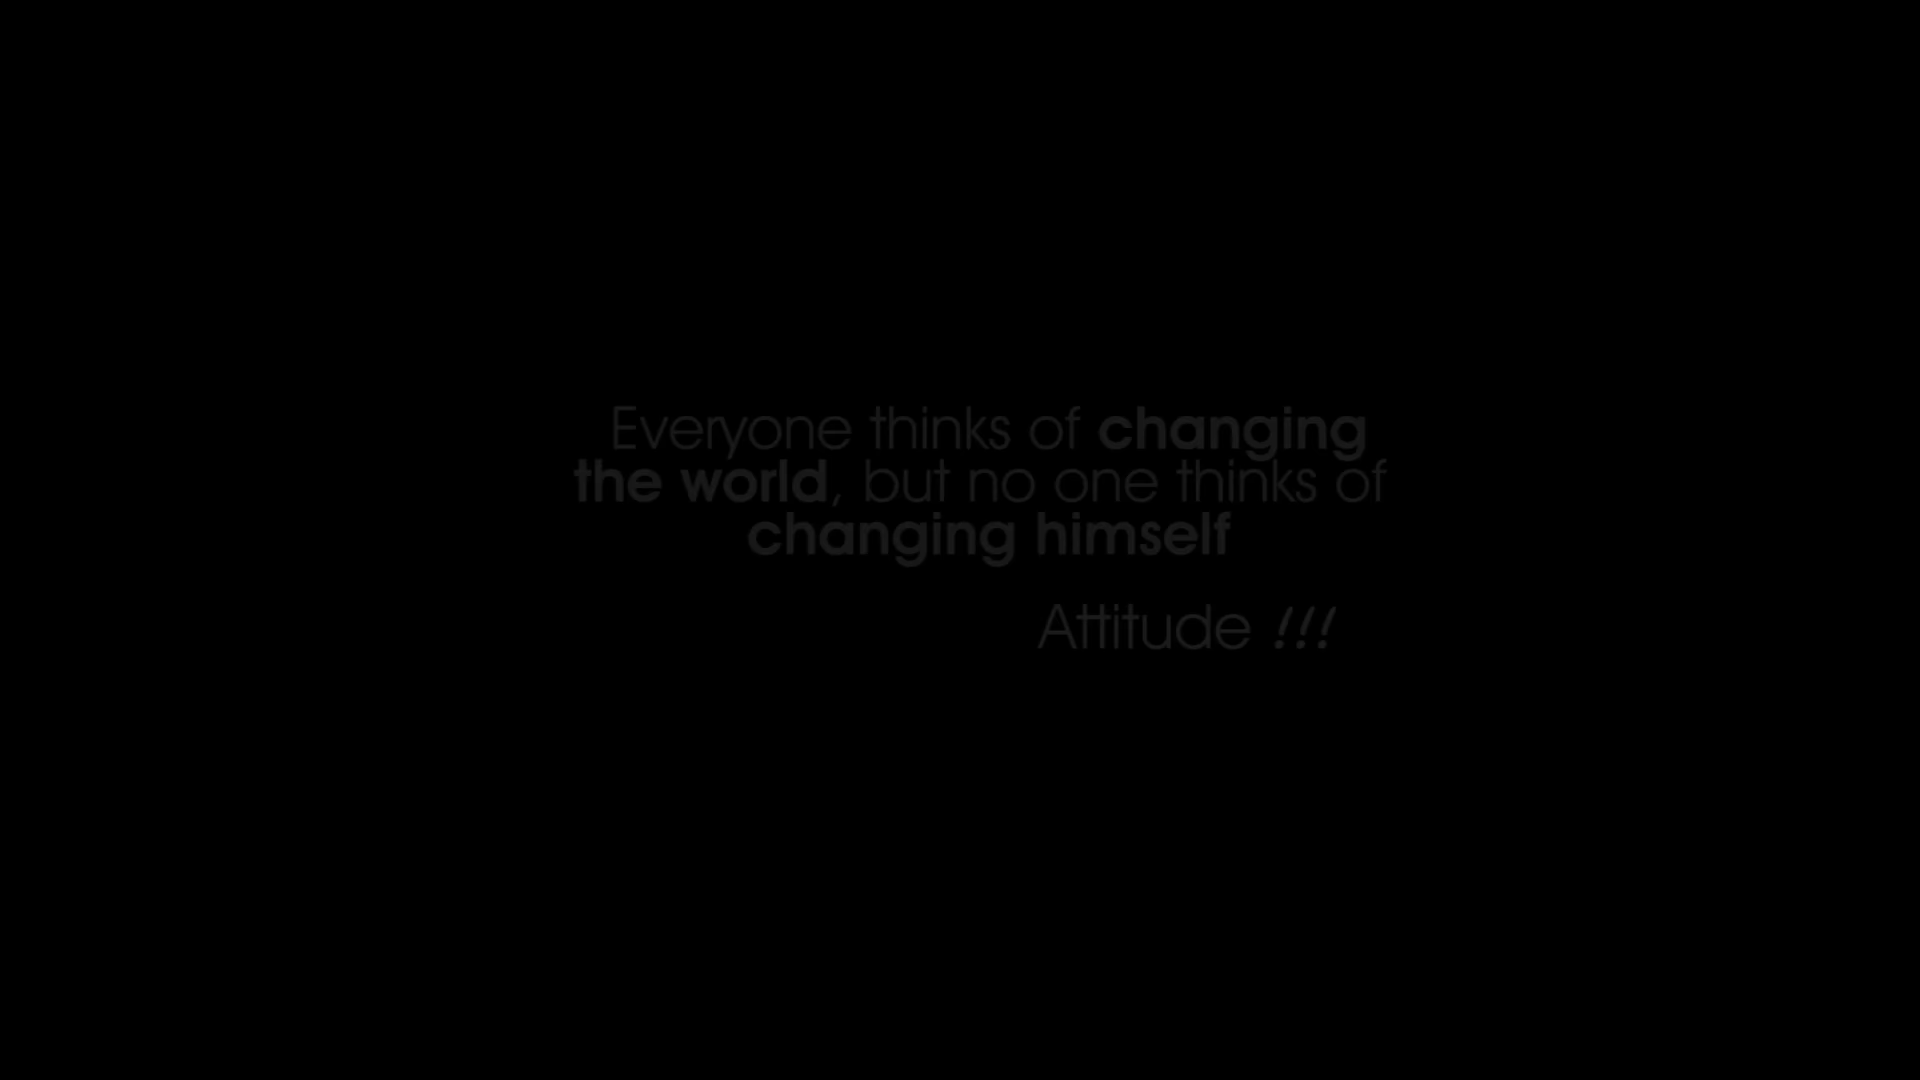 Everyone thinks of changing
the world, but no one thinks of
changing himself
Attitude !!!